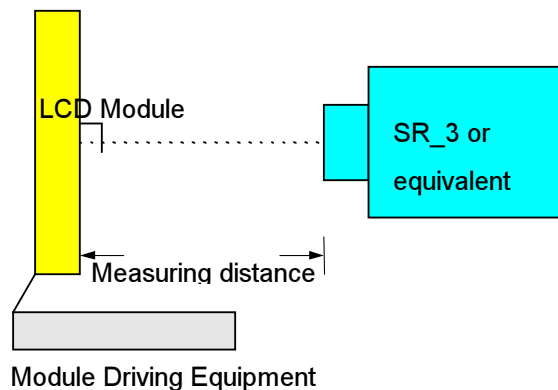 LCD Module
SR_3 or
equivalent
Measuring distance
Module Driving Equipment